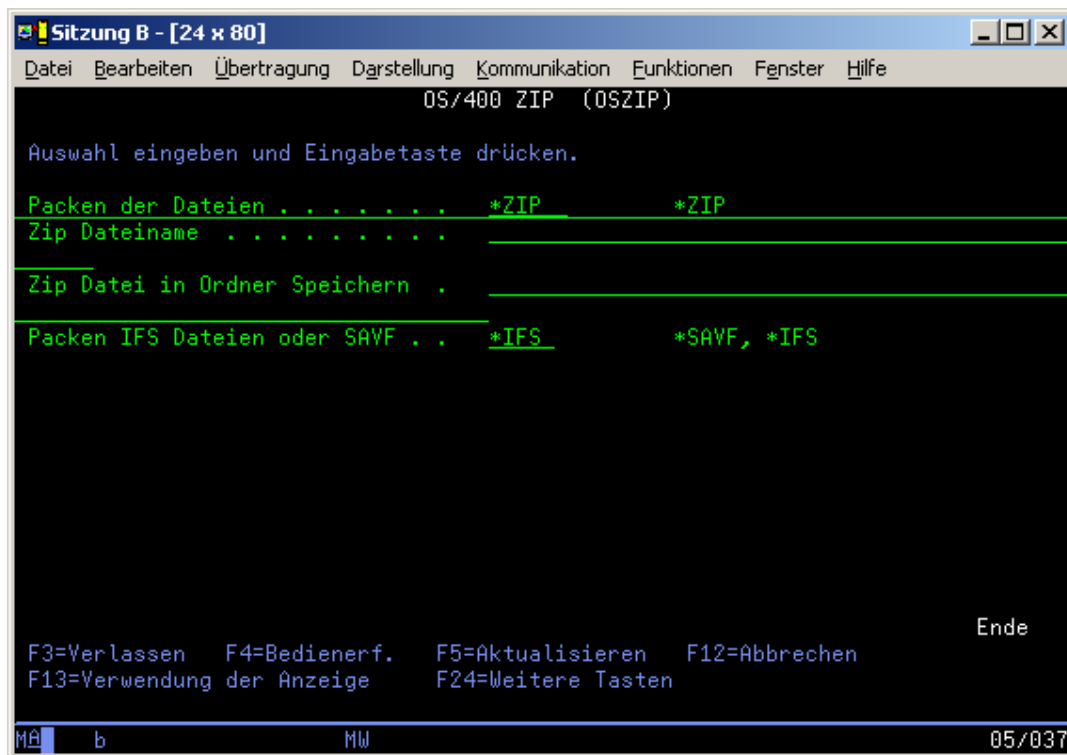 Sitzung B - [24 x 80]
Datei Bearbeiten Übertragung Darstellung Kommunikation Funktionen Fenster Hilfe
OS/400 ZIP (OSZIP)
Auswahl eingeben und Eingabetaste drücken.
Packen der Dateien . . . . . . . *ZIP *ZIP
Zip Dateiname . . . . . . . . .
Zip Datei in Ordner Speichern .
Packen IFS Dateien oder SAVF . . *IFS *SAVF, *IFS
Ende
F3=Verlassen F4=Bedienerf. F5=Aktualisieren F12=Abbrechen
F13=Verwendung der Anzeige F24=Weitere Tasten
MA b MW 05/037